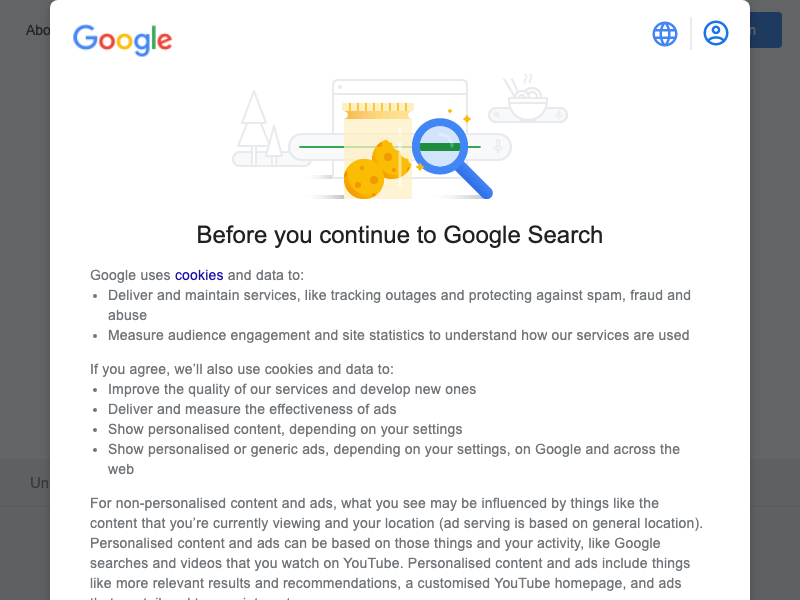 Abo
Google
Before you continue to Google Search
Google uses cookies and data to:
• Deliver and maintain services, like tracking outages and protecting against spam, fraud and
abuse
• Measure audience engagement and site statistics to understand how our services are used
If you agree, we’ll also use cookies and data to:
• Improve the quality of our services and develop new ones
• Deliver and measure the effectiveness of ads
• Show personalised content, depending on your settings
• Show personalised or generic ads, depending on your settings, on Google and across the
web
For non-personalised content and ads, what you see may be influenced by things like the
content that you’re currently viewing and your location (ad serving is based on general location).
Personalised content and ads can be based on those things and your activity, like Google
searches and videos that you watch on YouTube. Personalised content and ads include things
like more relevant results and recommendations, a customised YouTube homepage, and ads
Un